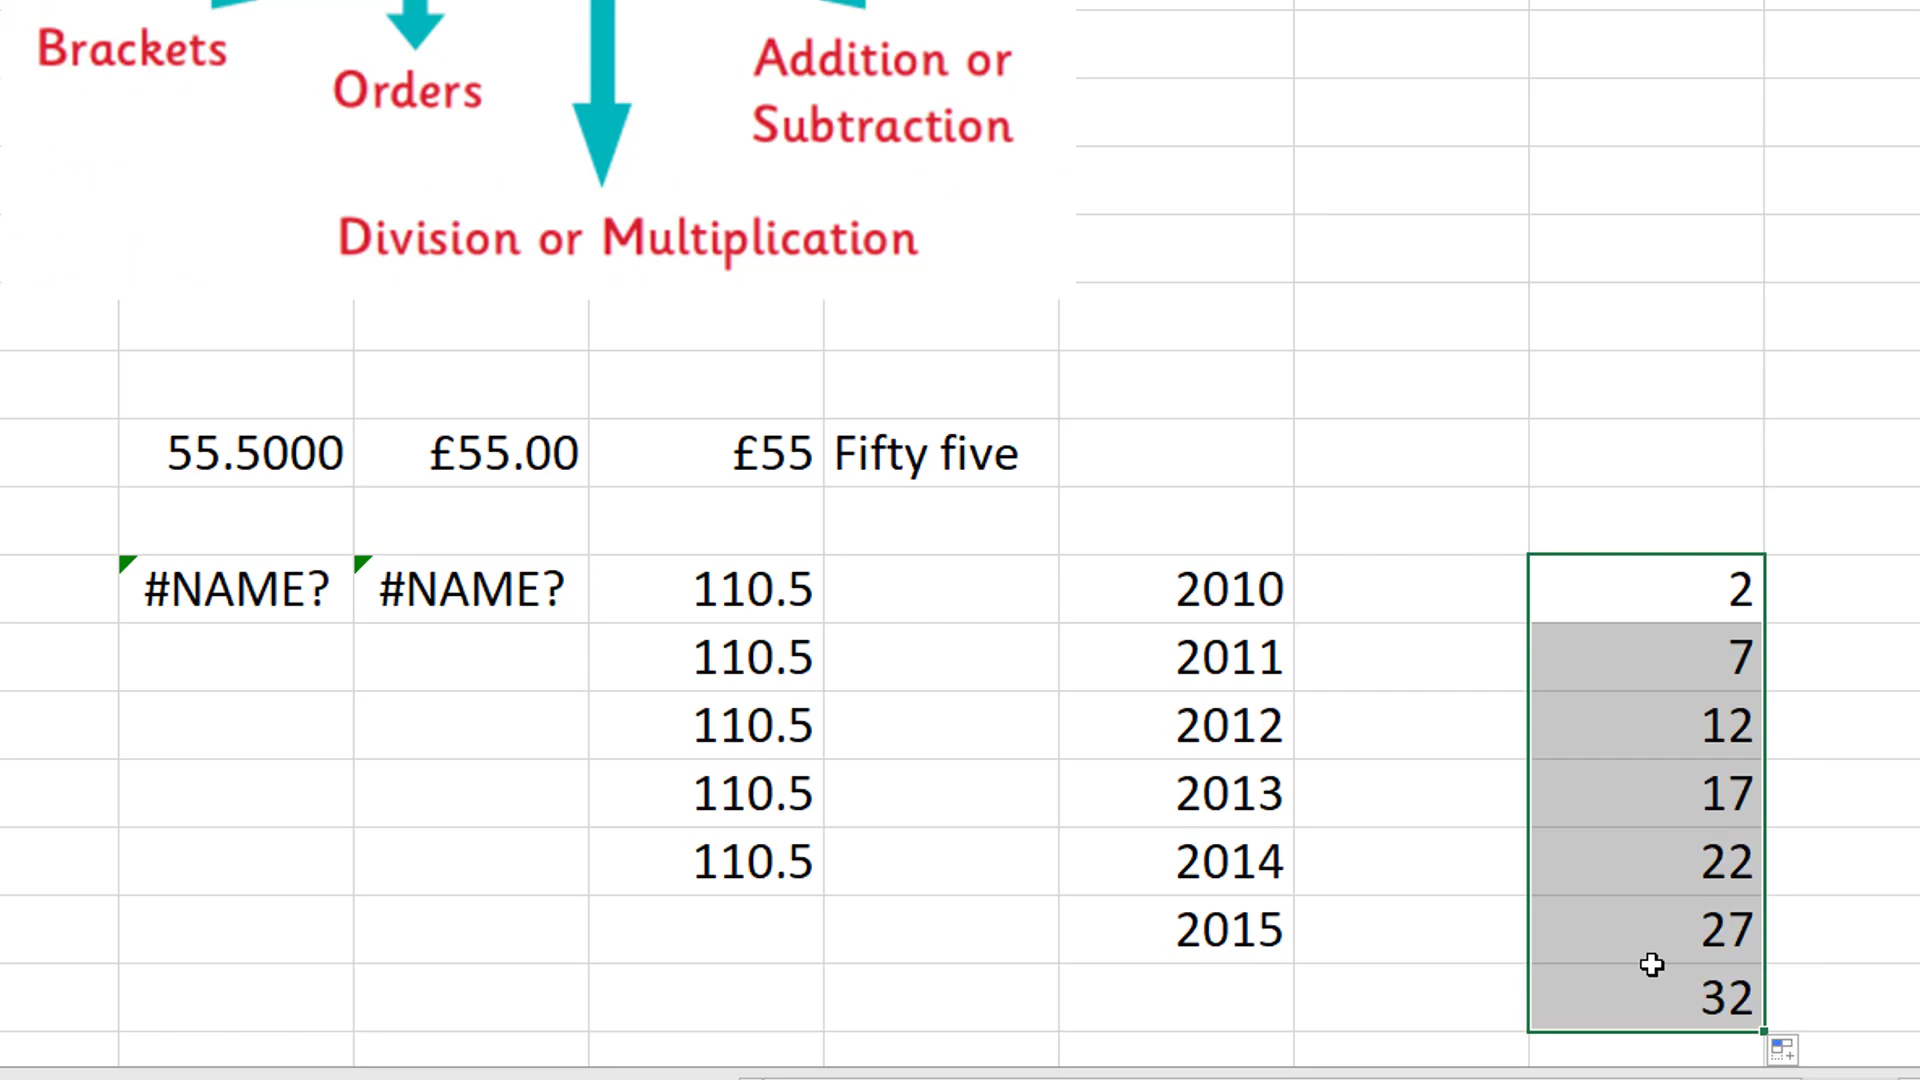 Brackets
Orders
Addition or
Subtraction
Division or Multiplication
55.5000 £55.00 £55 Fifty five
#NAME? #NAME? 110.5 2010 2
110.5 2011 7
110.5 2012 12
110.5 2013 17
110.5 2014 22
2015 27
32